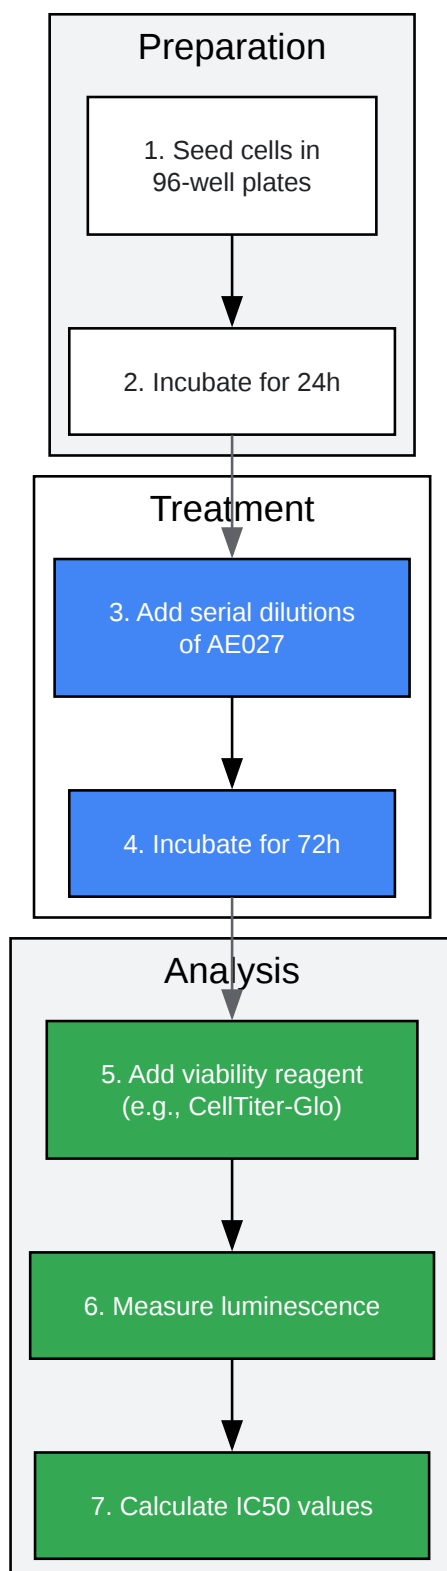 Preparation
1. Seed cells in
96-well plates
2. Incubate for 24h
Treatment
3. Add serial dilutions
of AE027
4. Incubate for 72h
Analysis
5. Add viability reagent
(e.g., CellTiter-Glo)
6. Measure luminescence
7. Calculate IC50 values